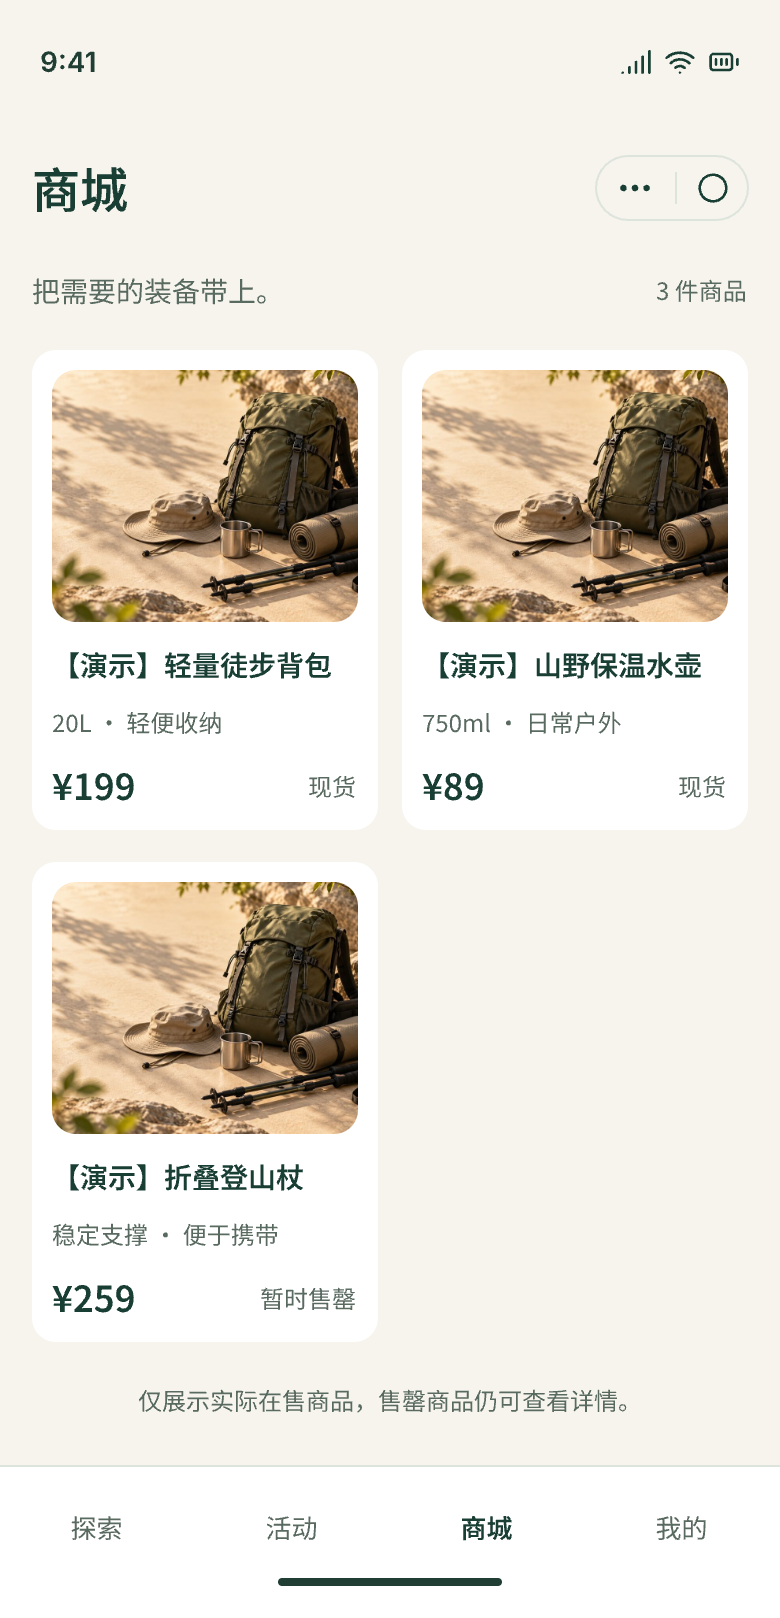 9:41
商城
把需要的装备带上。
3 件商品
【演示】轻量徒步背包
20L · 轻便收纳
¥199
现货
【演示】山野保温水壶
750ml · 日常户外
¥89
现货
【演示】折叠登山杖
稳定支撑 · 便于携带
¥259
暂时售罄
仅展示实际在售商品，售罄商品仍可查看详情。
探索
活动
商城
我的